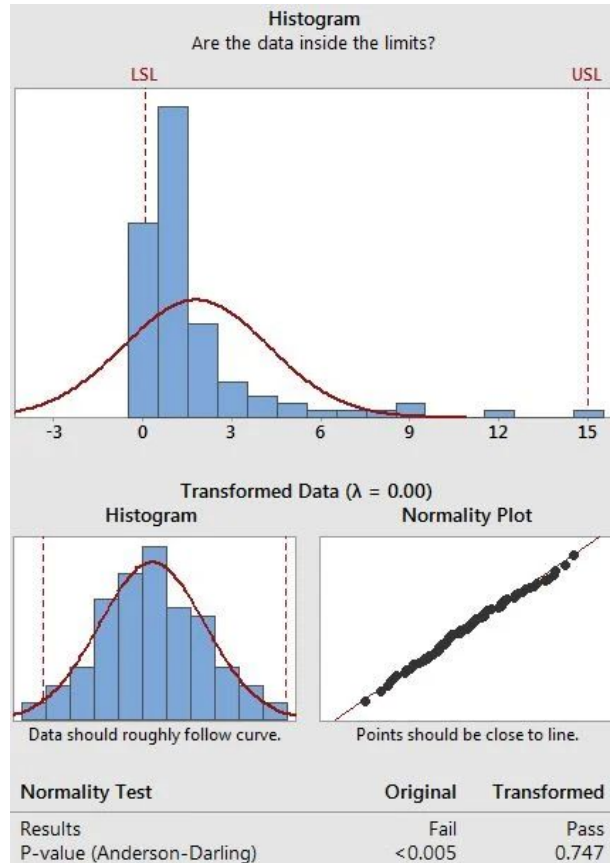 Histogram
Are the data inside the limits?
LSL USL
-3 0 3 6 9 12 15
Transformed Data (λ = 0.00)
Histogram Normality Plot
Data should roughly follow curve. Points should be close to line.
Normality Test Original Transformed
Results Fail Pass
P-value (Anderson-Darling) <0.005 0.747